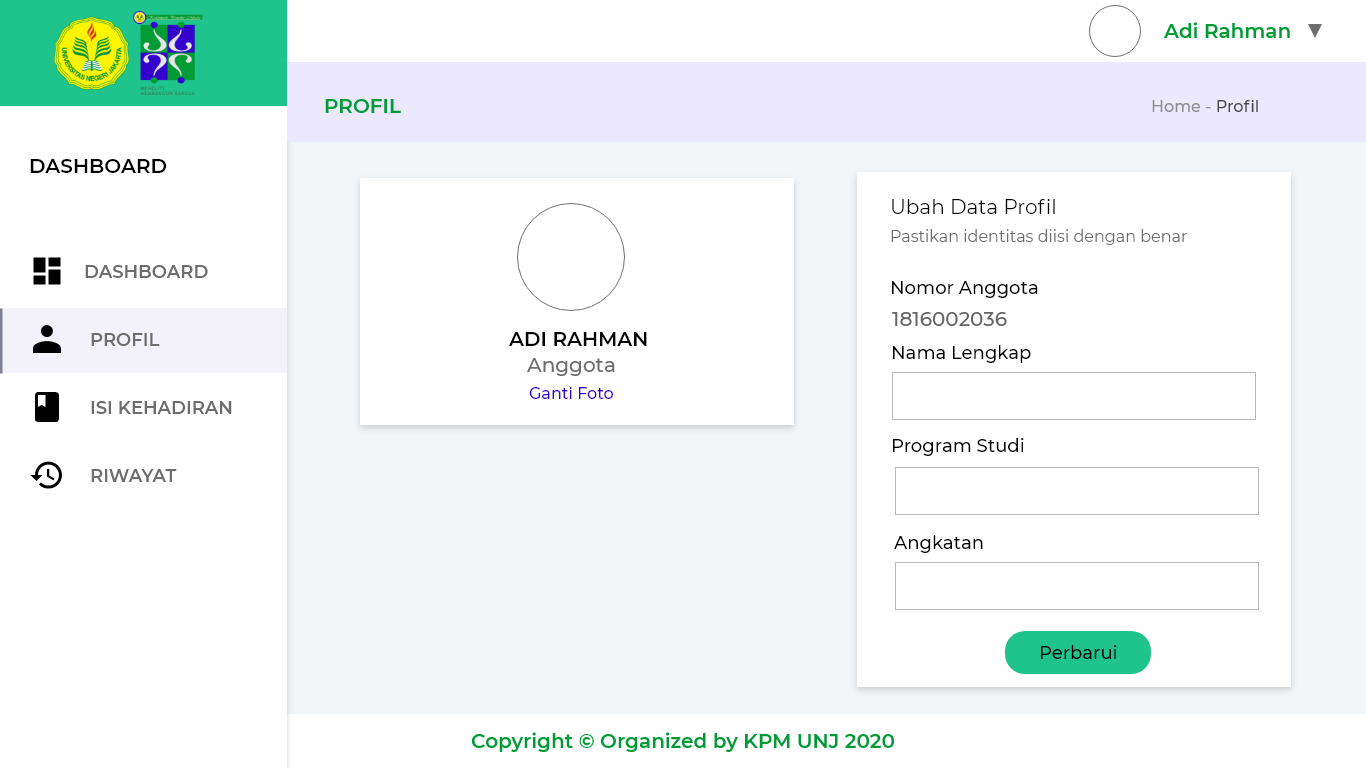 UNIVERSITAS NEGERI JAKARTA
Adi Rahman ▼
PROFIL
Home - Profil
DASHBOARD
DASHBOARD
PROFIL
ISI KEHADIRAN
RIWAYAT
ADI RAHMAN
Anggota
Ganti Foto
Ubah Data Profil
Pastikan identitas diisi dengan benar
Nomor Anggota
1816002036
Nama Lengkap
Program Studi
Angkatan
Perbarui
Copyright © Organized by KPM UNJ 2020